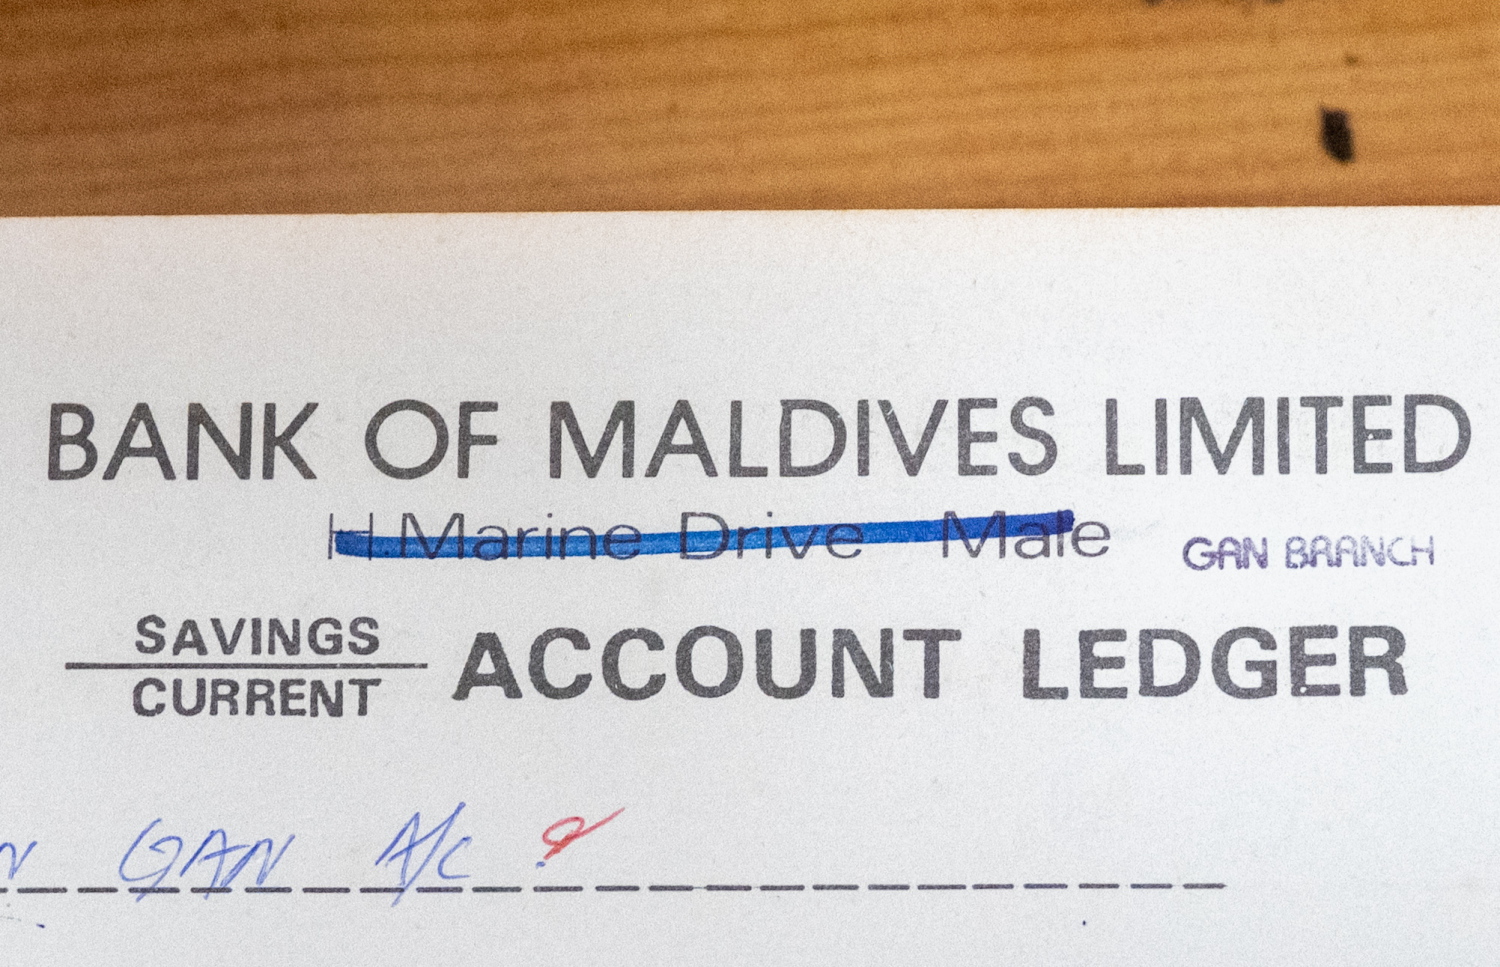 BANK OF MALDIVES LIMITED
H.Marine Drive Male GAN BRANCH
SAVINGS
CURRENT
ACCOUNT LEDGER
GAN A/C